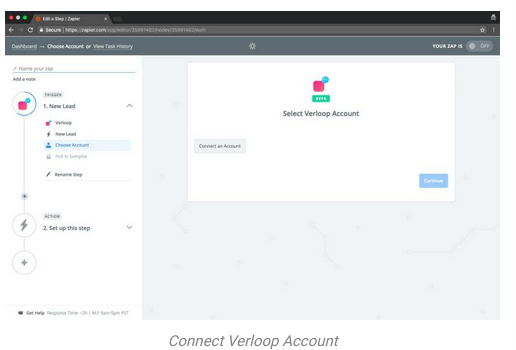 Edit a Step | Zapier
Secure | https://zapier.com/app/editor/
Dashboard → Choose Account or View Task History
YOUR ZAP IS OFF
Name your zap
Add a note
TRIGGER
1. New Lead
Verloop
New Lead
Choose Account
Pull in Samples
Rename Step
ACTION
2. Set up this step
BETA
Select Verloop Account
Connect an Account
Continue
Get Help Response Time: ~2h | M-F 9am-5pm PST
Connect Verloop Account